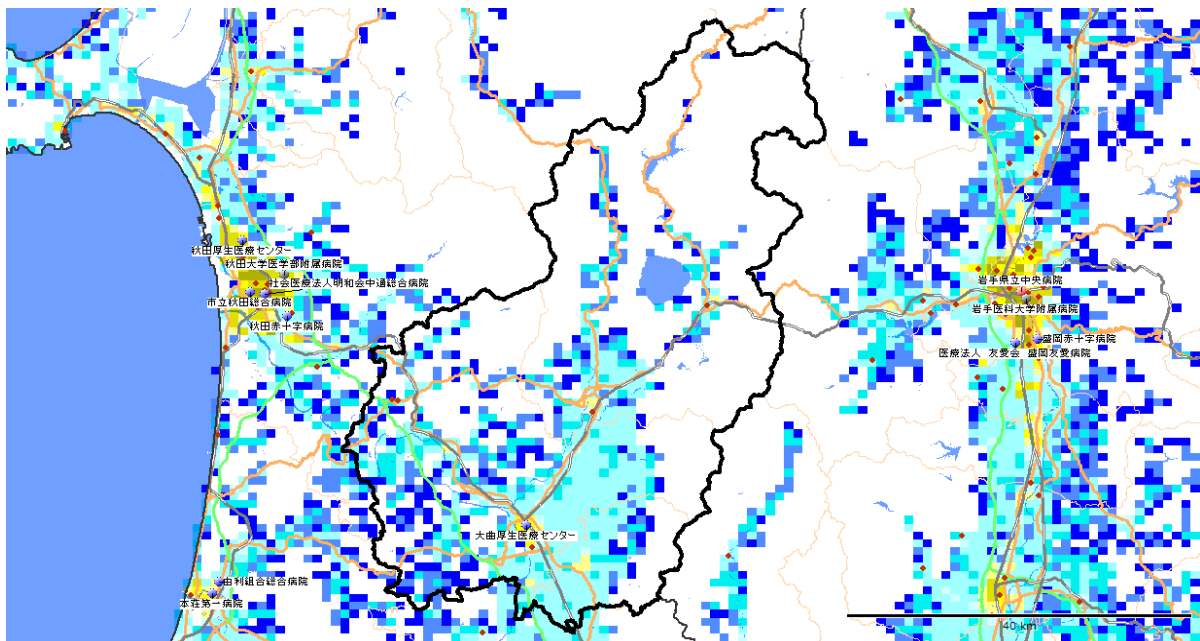 秋田厚生医療センター
秋田大学医学部附属病院
社会医療法人明和会中通総合病院
市立秋田総合病院
秋田赤十字病院
岩手県立中央病院
岩手医科大学附属病院
盛岡赤十字病院
医療法人 友愛会 盛岡友愛病院
大曲厚生医療センター
由利組合総合病院
本荘第一病院
40 km